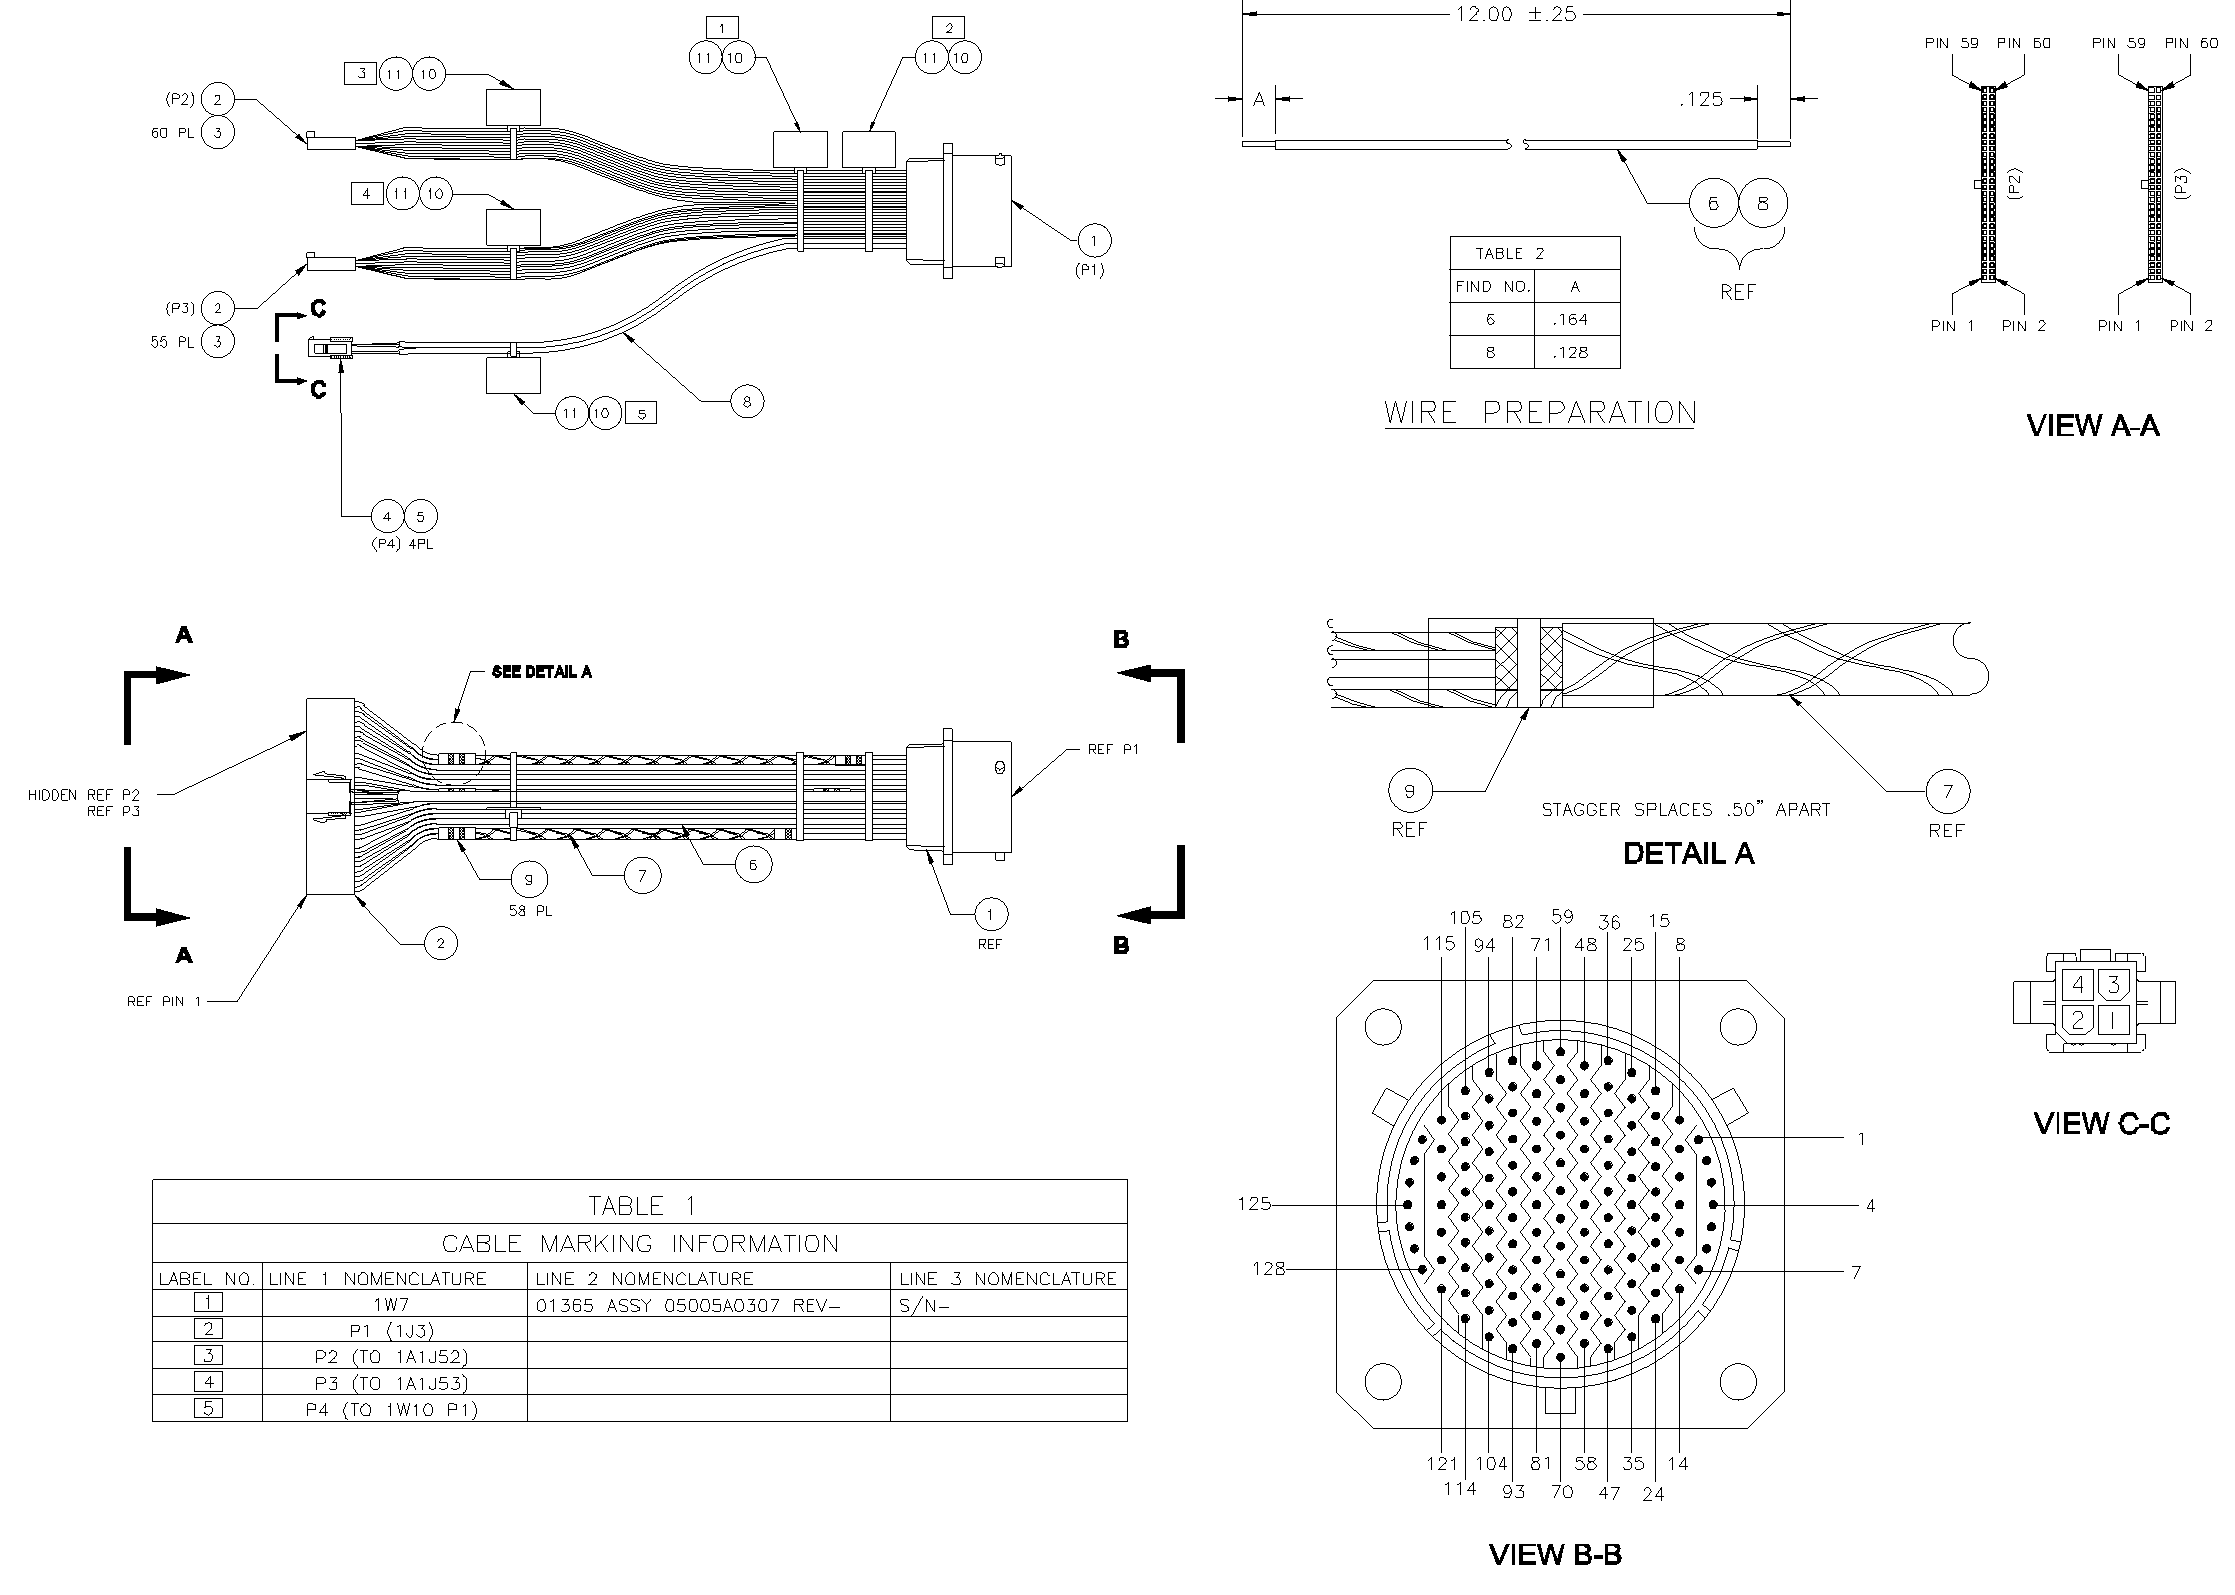 1
11 10
2
11 10
3 11 10
(P2) 2
60 PL 3
4 11 10
1
(P1)
(P3) 2
55 PL 3
C
C
8
11 10 5
4 5
(P4) 4PL
12.00 ±.25
A
.125
6 8
REF
TABLE 2
FIND NO. A
6 .164
8 .128
WIRE PREPARATION
PIN 59 PIN 60
(P2)
PIN 1 PIN 2
PIN 59 PIN 60
(P3)
PIN 1 PIN 2
VIEW A-A
A
A
B
B
SEE DETAIL A
REF P1
HIDDEN REF P2
REF P3
6
7
9
58 PL
1
REF
2
REF PIN 1
9
REF
STAGGER SPLACES .50” APART
7
REF
DETAIL A
105 82 59 36 15
115 94 71 48 25 8
1
125
4
128
7
121 104 81 58 35 14
114 93 70 47 24
VIEW B-B
4 3
2 1
VIEW C-C
TABLE 1
CABLE MARKING INFORMATION
LABEL NO. LINE 1 NOMENCLATURE LINE 2 NOMENCLATURE LINE 3 NOMENCLATURE
1 1W7 01365 ASSY 05005A0307 REV- S/N-
2 P1 (1J3)
3 P2 (TO 1A1J52)
4 P3 (TO 1A1J53)
5 P4 (TO 1W10 P1)